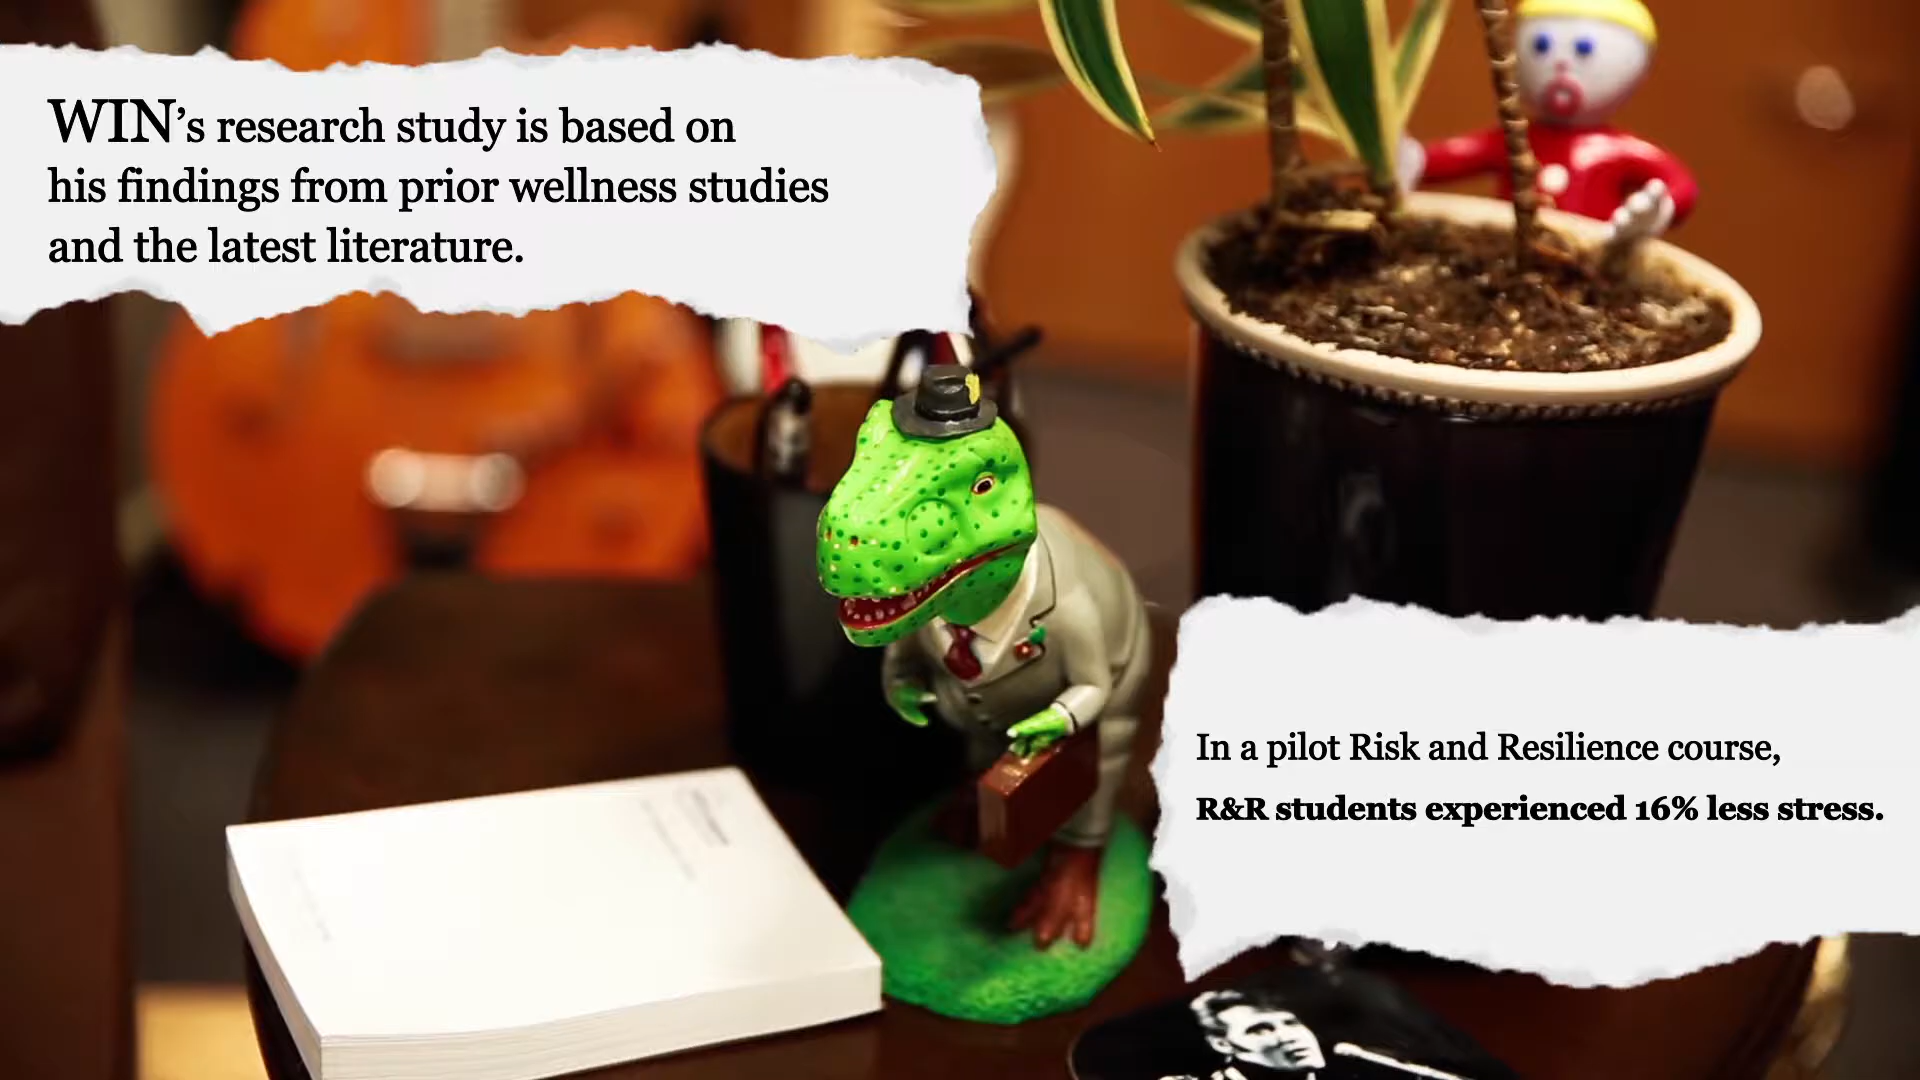 WIN's research study is based on
his findings from prior wellness studies
and the latest literature.
In a pilot Risk and Resilience course,
R&R students experienced 16% less stress.